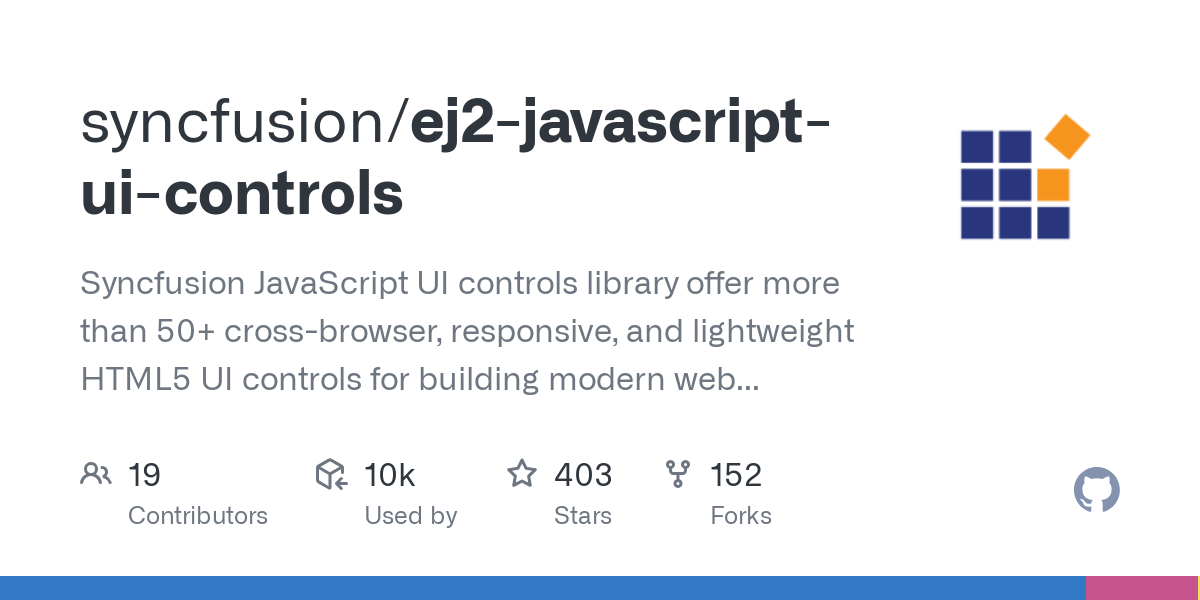 syncfusion/ej2-javascript-
ui-controls
Syncfusion JavaScript UI controls library offer more
than 50+ cross-browser, responsive, and lightweight
HTML5 UI controls for building modern web...
19 10k 403 152
Contributors Used by Stars Forks